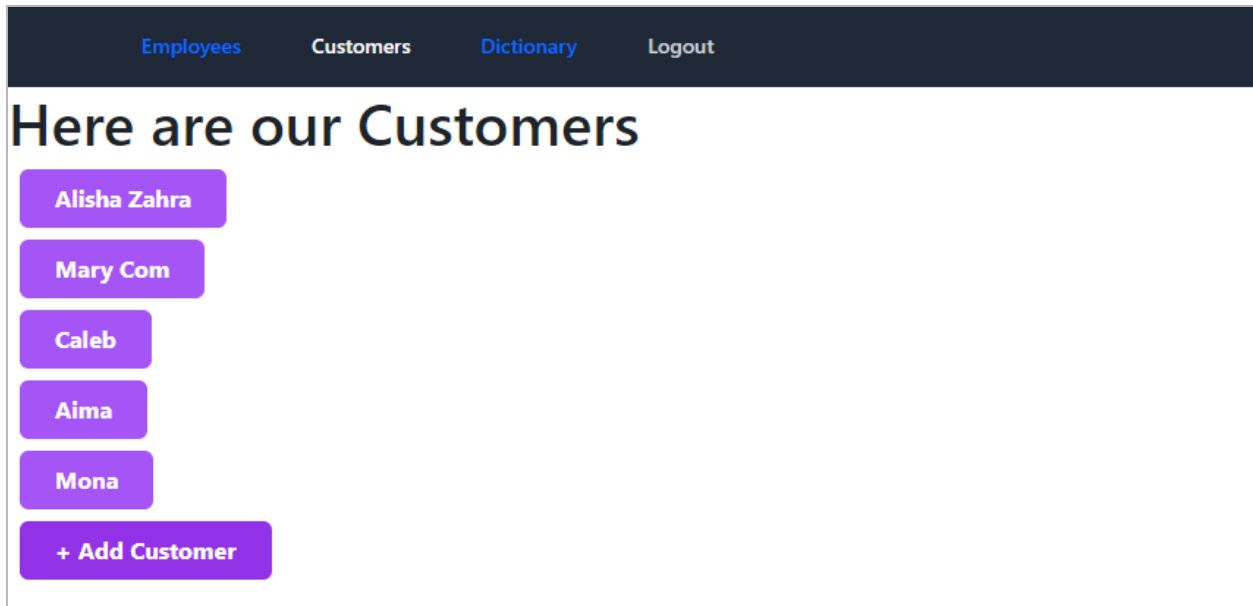 Employees Customers Dictionary Logout
Here are our Customers
Alisha Zahra
Mary Com
Caleb
Aima
Mona
+ Add Customer